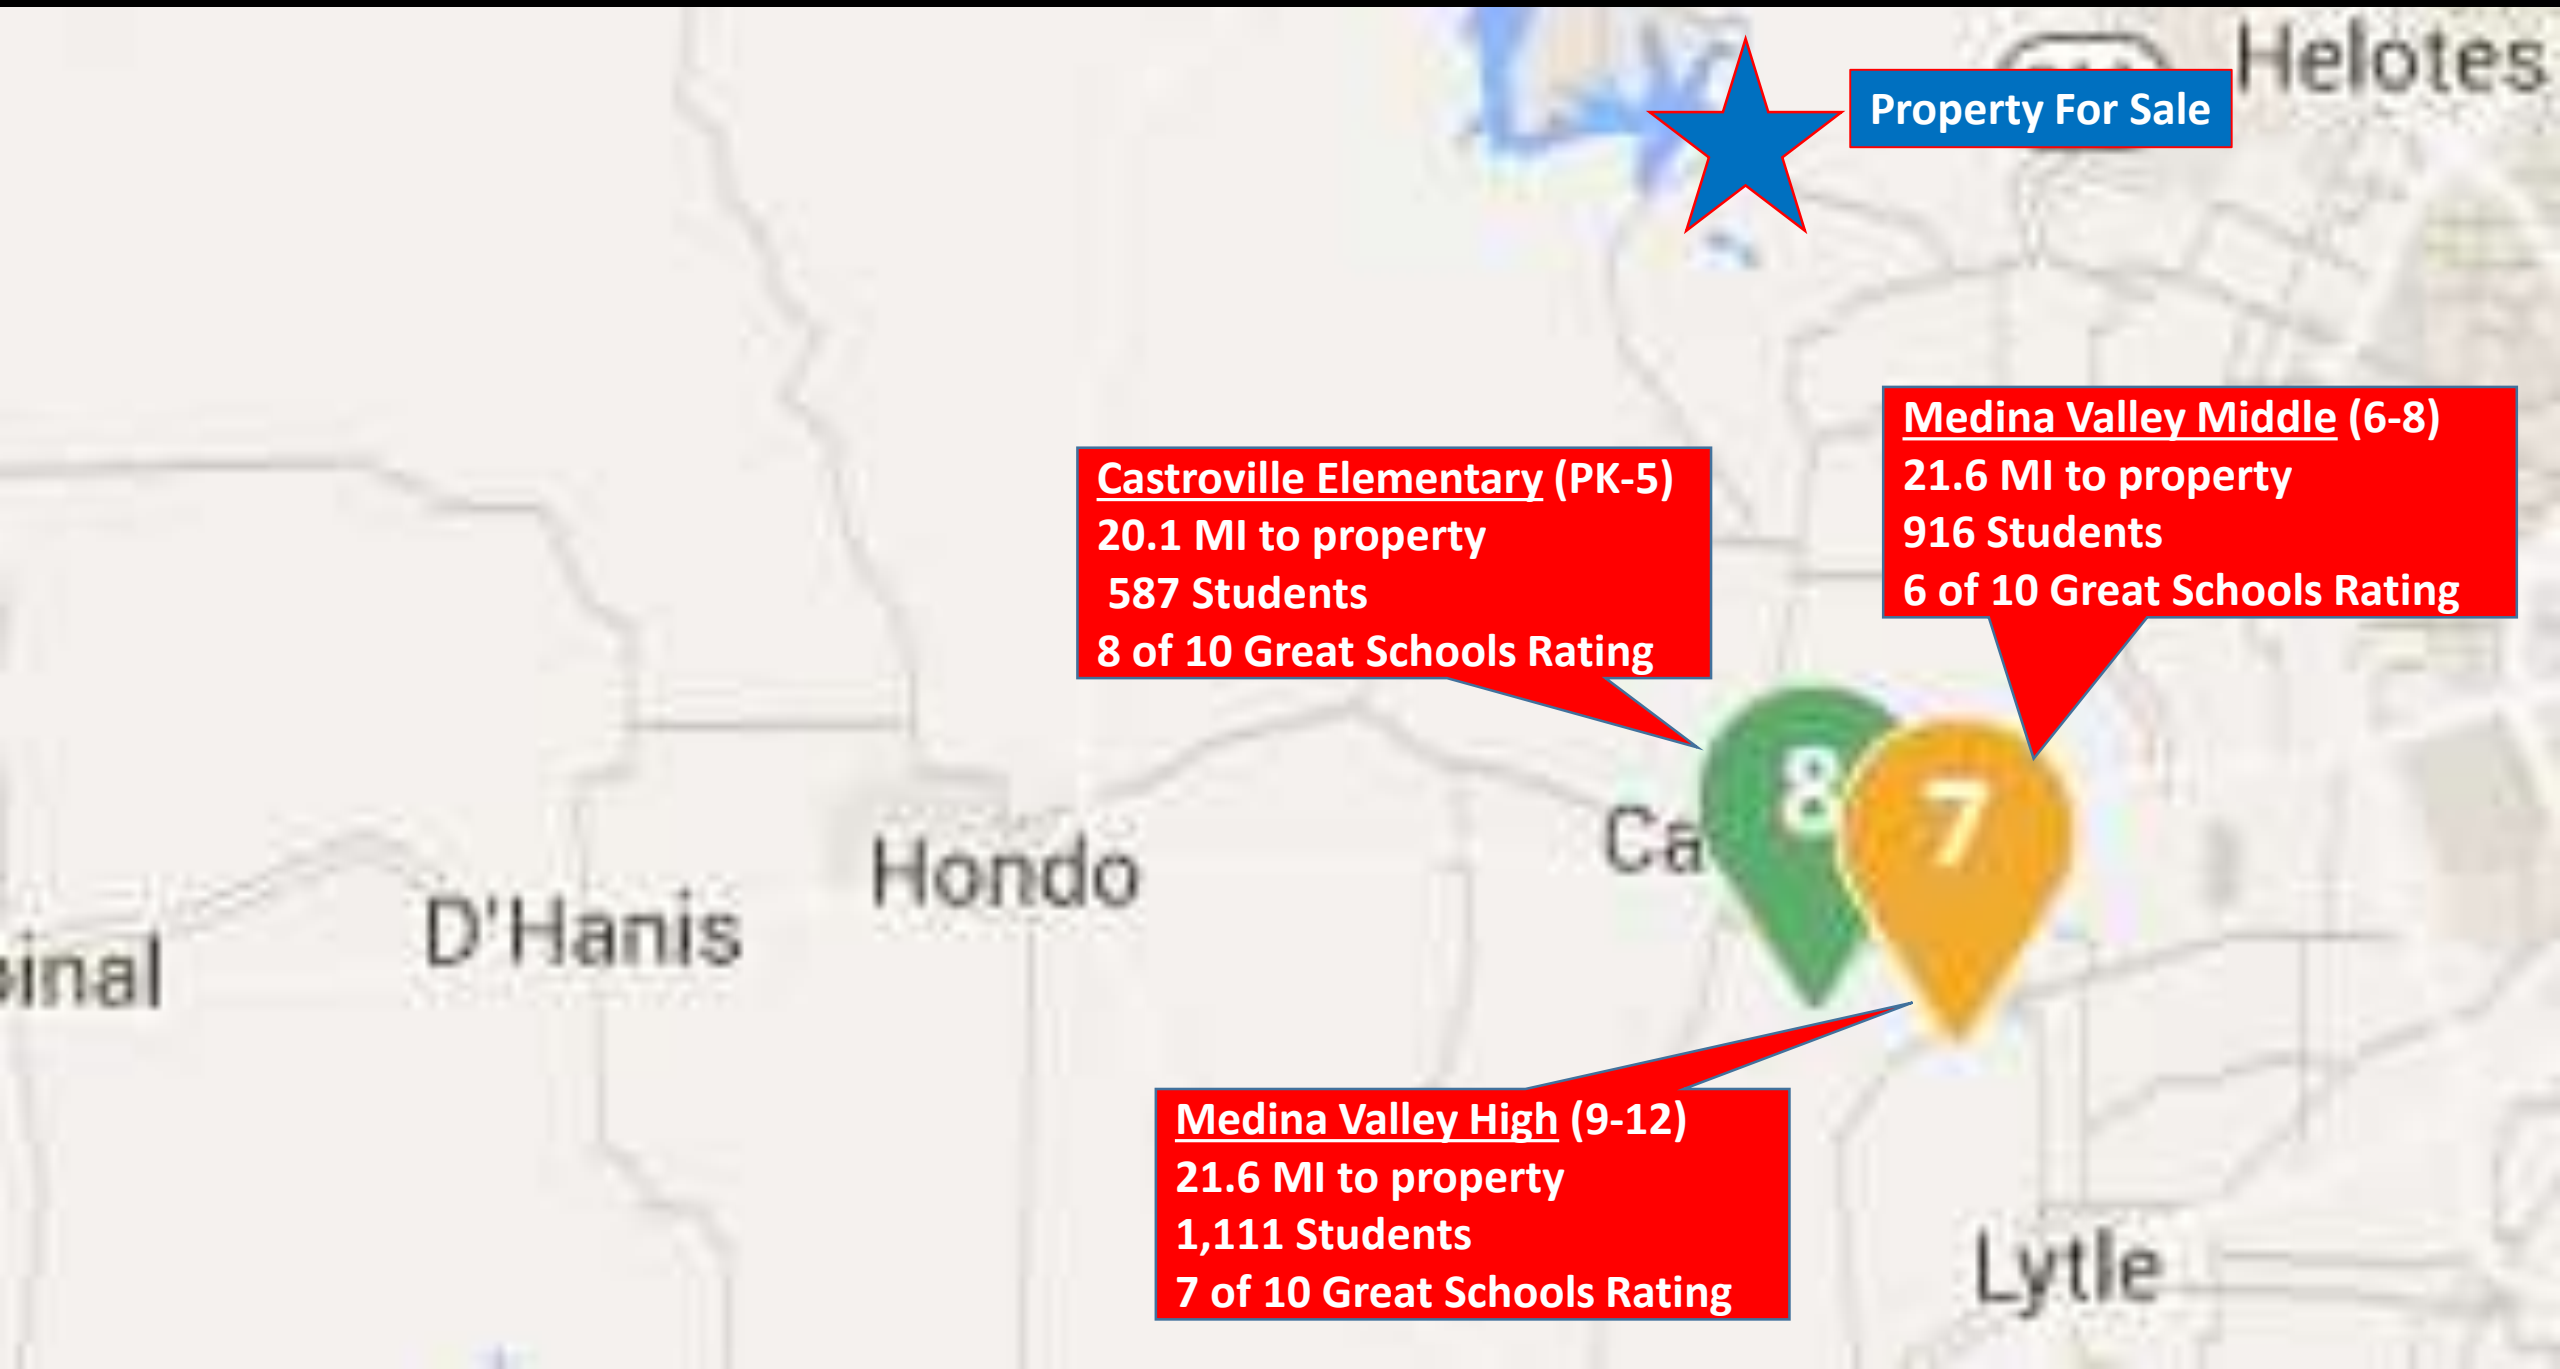 Helotes
Property For Sale
Medina Valley Middle (6-8)
21.6 MI to property
916 Students
6 of 10 Great Schools Rating
Castroville Elementary (PK-5)
20.1 MI to property
587 Students
8 of 10 Great Schools Rating
8
7
Ca
Hondo
D'Hanis
inal
Medina Valley High (9-12)
21.6 MI to property
1,111 Students
7 of 10 Great Schools Rating
Lytle